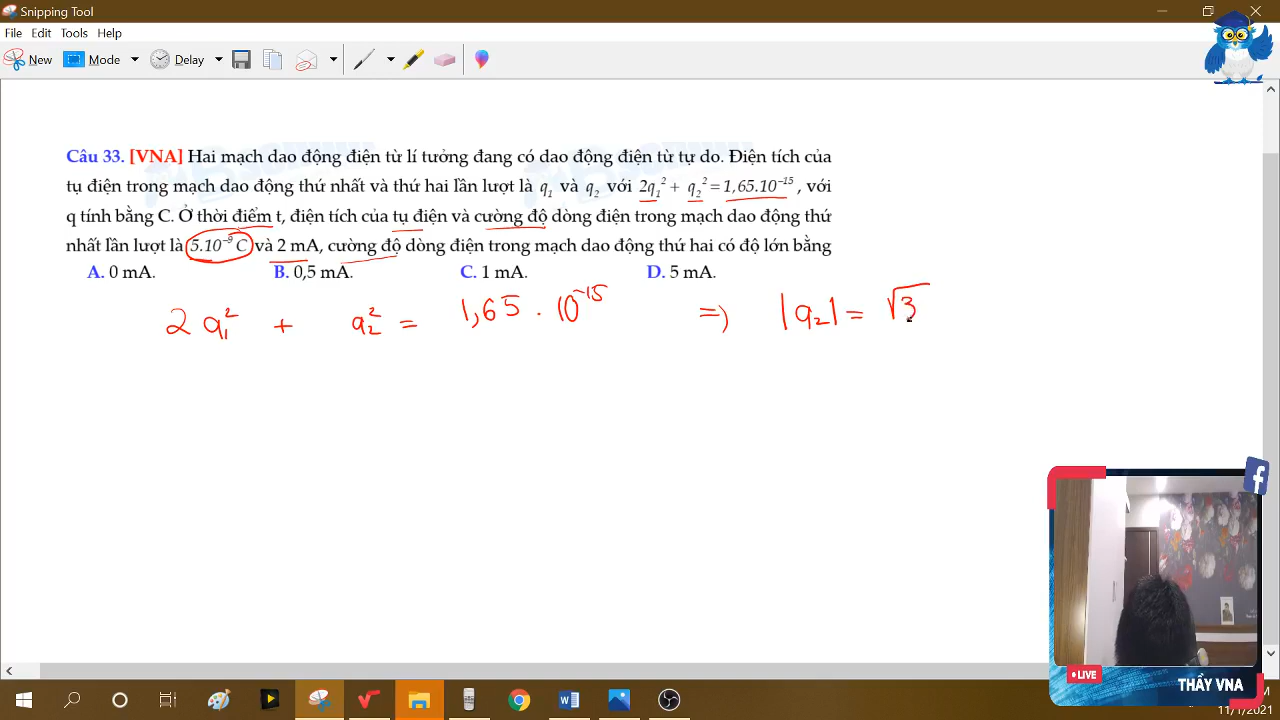 Snipping Tool
File Edit Tools Help
New Mode Delay
Câu 33. [VNA] Hai mạch dao động điện từ lí tưởng đang có dao động điện từ tự do. Điện tích của
tụ điện trong mạch dao động thứ nhất và thứ hai lần lượt là q₁ và q₂ với 2q₁² + q₂² = 1,65.10⁻¹⁵, với
q tính bằng C. Ở thời điểm t, điện tích của tụ điện và cường độ dòng điện trong mạch dao động thứ
nhất lần lượt là 5.10⁻⁹ C và 2 mA, cường độ dòng điện trong mạch dao động thứ hai có độ lớn bằng
A. 0 mA. B. 0,5 mA. C. 1 mA. D. 5 mA.
2 q₁² + q₂² = 1,65 . 10⁻¹⁵ => |q₂| = √3
LIVE
THẦY VNA
11/1/2021